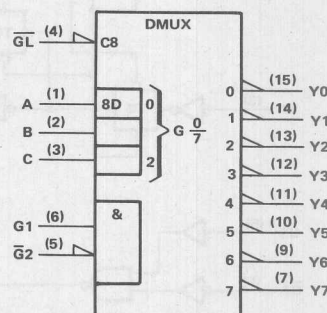 DMUX
G̅L̅ (4) C8
A (1) 8D 0
B (2)
C (3) 2
G 0/7
G1 (6) &
G̅2 (5)
0 (15) Y0
1 (14) Y1
2 (13) Y2
3 (12) Y3
4 (11) Y4
5 (10) Y5
6 (9) Y6
7 (7) Y7